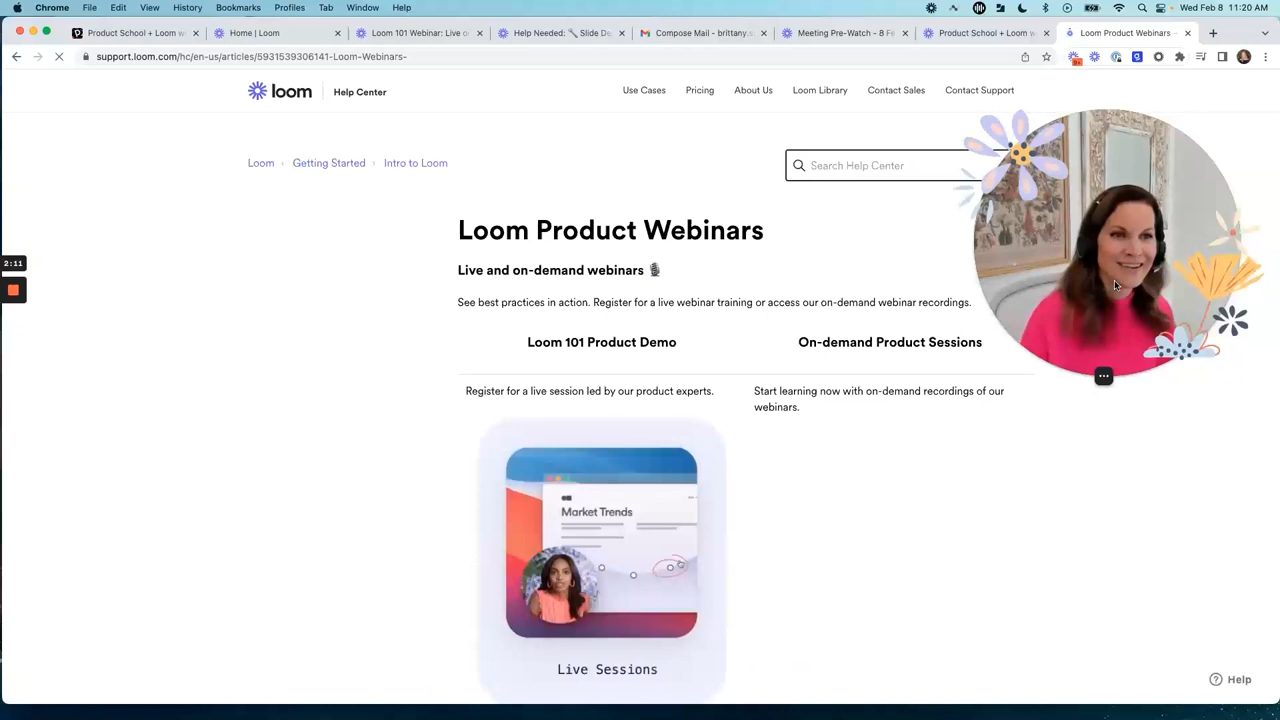 Chrome File Edit View History Bookmarks Profiles Tab Window Help Wed Feb 8 11:20 AM
Product School + Loom w Home | Loom Loom 101 Webinar: Live o Help Needed: Slide De Compose Mail - brittany.s Meeting Pre-Watch - 8 Fe Product School + Loom w Loom Product Webinars –
support.loom.com/hc/en-us/articles/5931539306141-Loom-Webinars-
loom Help Center Use Cases Pricing About Us Loom Library Contact Sales Contact Support
Loom Getting Started Intro to Loom Search Help Center
Loom Product Webinars
2:11
Live and on-demand webinars 🎙️
See best practices in action. Register for a live webinar training or access our on-demand webinar recordings.
Loom 101 Product Demo On-demand Product Sessions
Register for a live session led by our product experts. Start learning now with on-demand recordings of our
webinars.
Market Trends
Live Sessions
Help